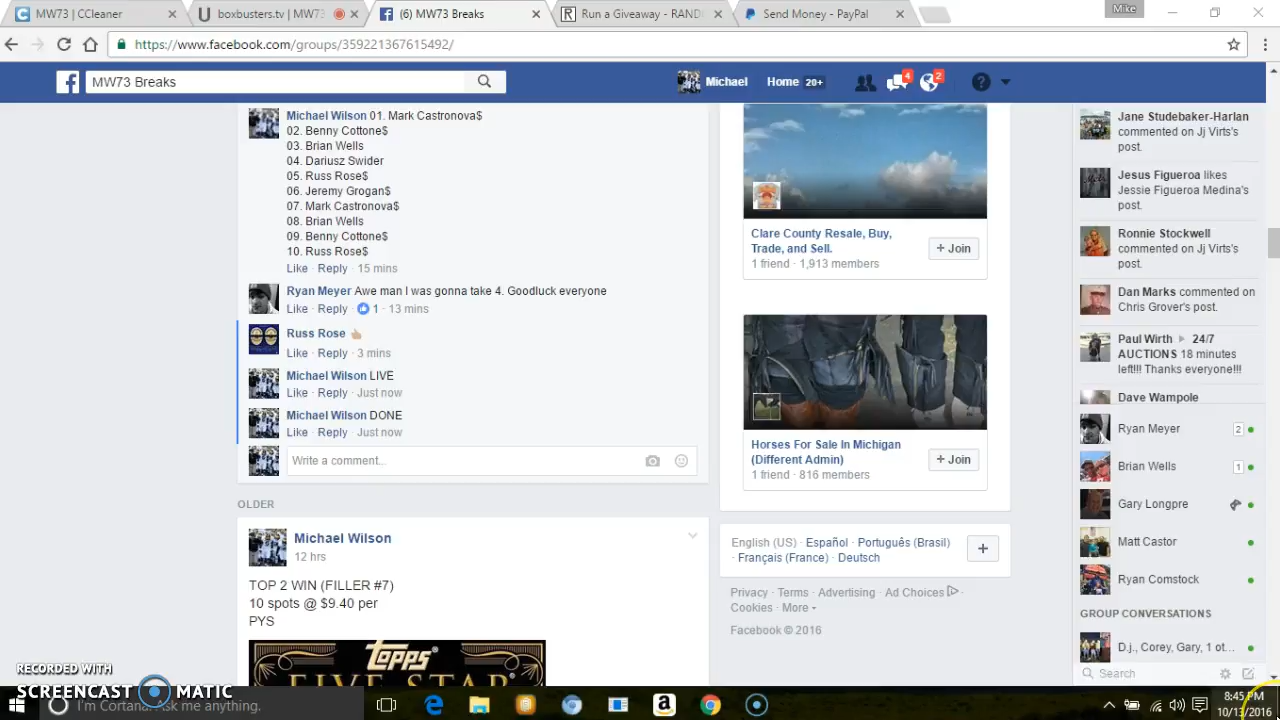 MW73 | CCleaner
boxbusters.tv | MW73
(6) MW73 Breaks
Run a Giveaway - RAND
Send Money - PayPal
Mike
https://www.facebook.com/groups/359221367615492/
MW73 Breaks
Michael
Home 20+
4
2
Michael Wilson 01. Mark Castronova$
02. Benny Cottone$
03. Brian Wells
04. Dariusz Swider
05. Russ Rose$
06. Jeremy Grogan$
07. Mark Castronova$
08. Brian Wells
09. Benny Cottone$
10. Russ Rose$
Like · Reply · 15 mins
Ryan Meyer Awe man I was gonna take 4. Goodluck everyone
Like · Reply · 1 · 13 mins
Russ Rose
Like · Reply · 3 mins
Michael Wilson LIVE
Like · Reply · Just now
Michael Wilson DONE
Like · Reply · Just now
Write a comment...
OLDER
Michael Wilson
12 hrs
TOP 2 WIN (FILLER #7)
10 spots @ $9.40 per
PYS
TOPPS
FIVE STAR
Clare County Resale, Buy,
Trade, and Sell.
1 friend · 1,913 members
+ Join
Horses For Sale In Michigan
(Different Admin)
1 friend · 816 members
+ Join
English (US) · Español · Português (Brasil)
· Français (France) · Deutsch
Privacy · Terms · Advertising · Ad Choices ·
Cookies · More
Facebook © 2016
Jane Studebaker-Harlan
commented on Jj Virts's
post.
Jesus Figueroa likes
Jessie Figueroa Medina's
post.
Ronnie Stockwell
commented on Jj Virts's
post.
Dan Marks commented on
Chris Grover's post.
Paul Wirth ▸ 24/7
AUCTIONS 18 minutes
left!!! Thanks everyone!!!
Dave Wampole
Ryan Meyer 2
Brian Wells 1
Gary Longpre
Matt Castor
Ryan Comstock
GROUP CONVERSATIONS
D.j., Corey, Gary, 1 ot...
Search
RECORDED WITH
SCREENCAST MATIC
I'm Cortana. Ask me anything.
8:45 PM
10/13/2016